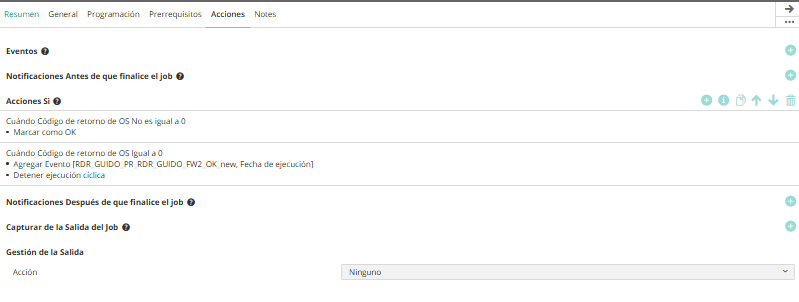 Resumen General Programación Prerrequisitos Acciones Notes
Eventos
Notificaciones Antes de que finalice el job
Acciones Si
Cuándo Código de retorno de OS No es igual a 0
• Marcar como OK
Cuándo Código de retorno de OS Igual a 0
• Agregar Evento [RDR_GUIDO_PR_RDR_GUIDO_FW2_OK_new, Fecha de ejecución]
• Detener ejecución cíclica
Notificaciones Después de que finalice el job
Capturar de la Salida del Job
Gestión de la Salida
Acción Ninguno